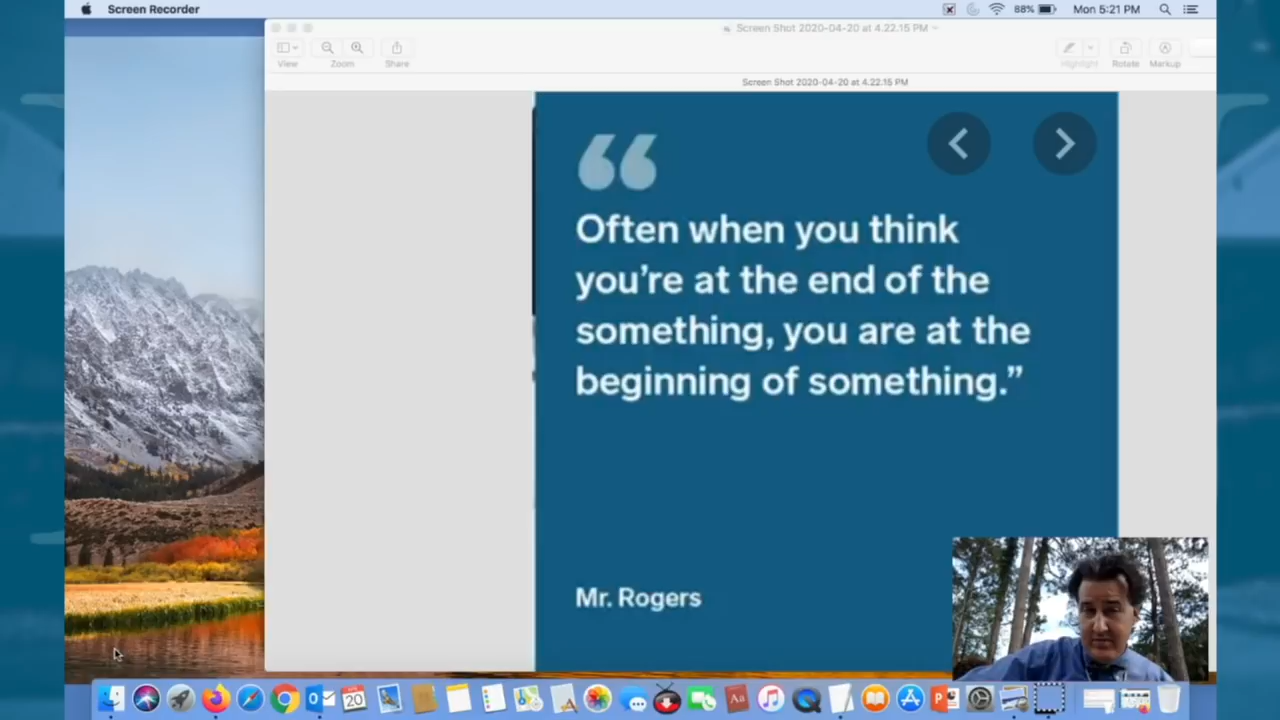 Screen Recorder
88%
Mon 5:21 PM
Screen Shot 2020-04-20 at 4.22.15 PM
View
Zoom
Share
Highlight
Rotate
Markup
Screen Shot 2020-04-20 at 4.22.15 PM
“
Often when you think
you’re at the end of the
something, you are at the
beginning of something.”
Mr. Rogers
20